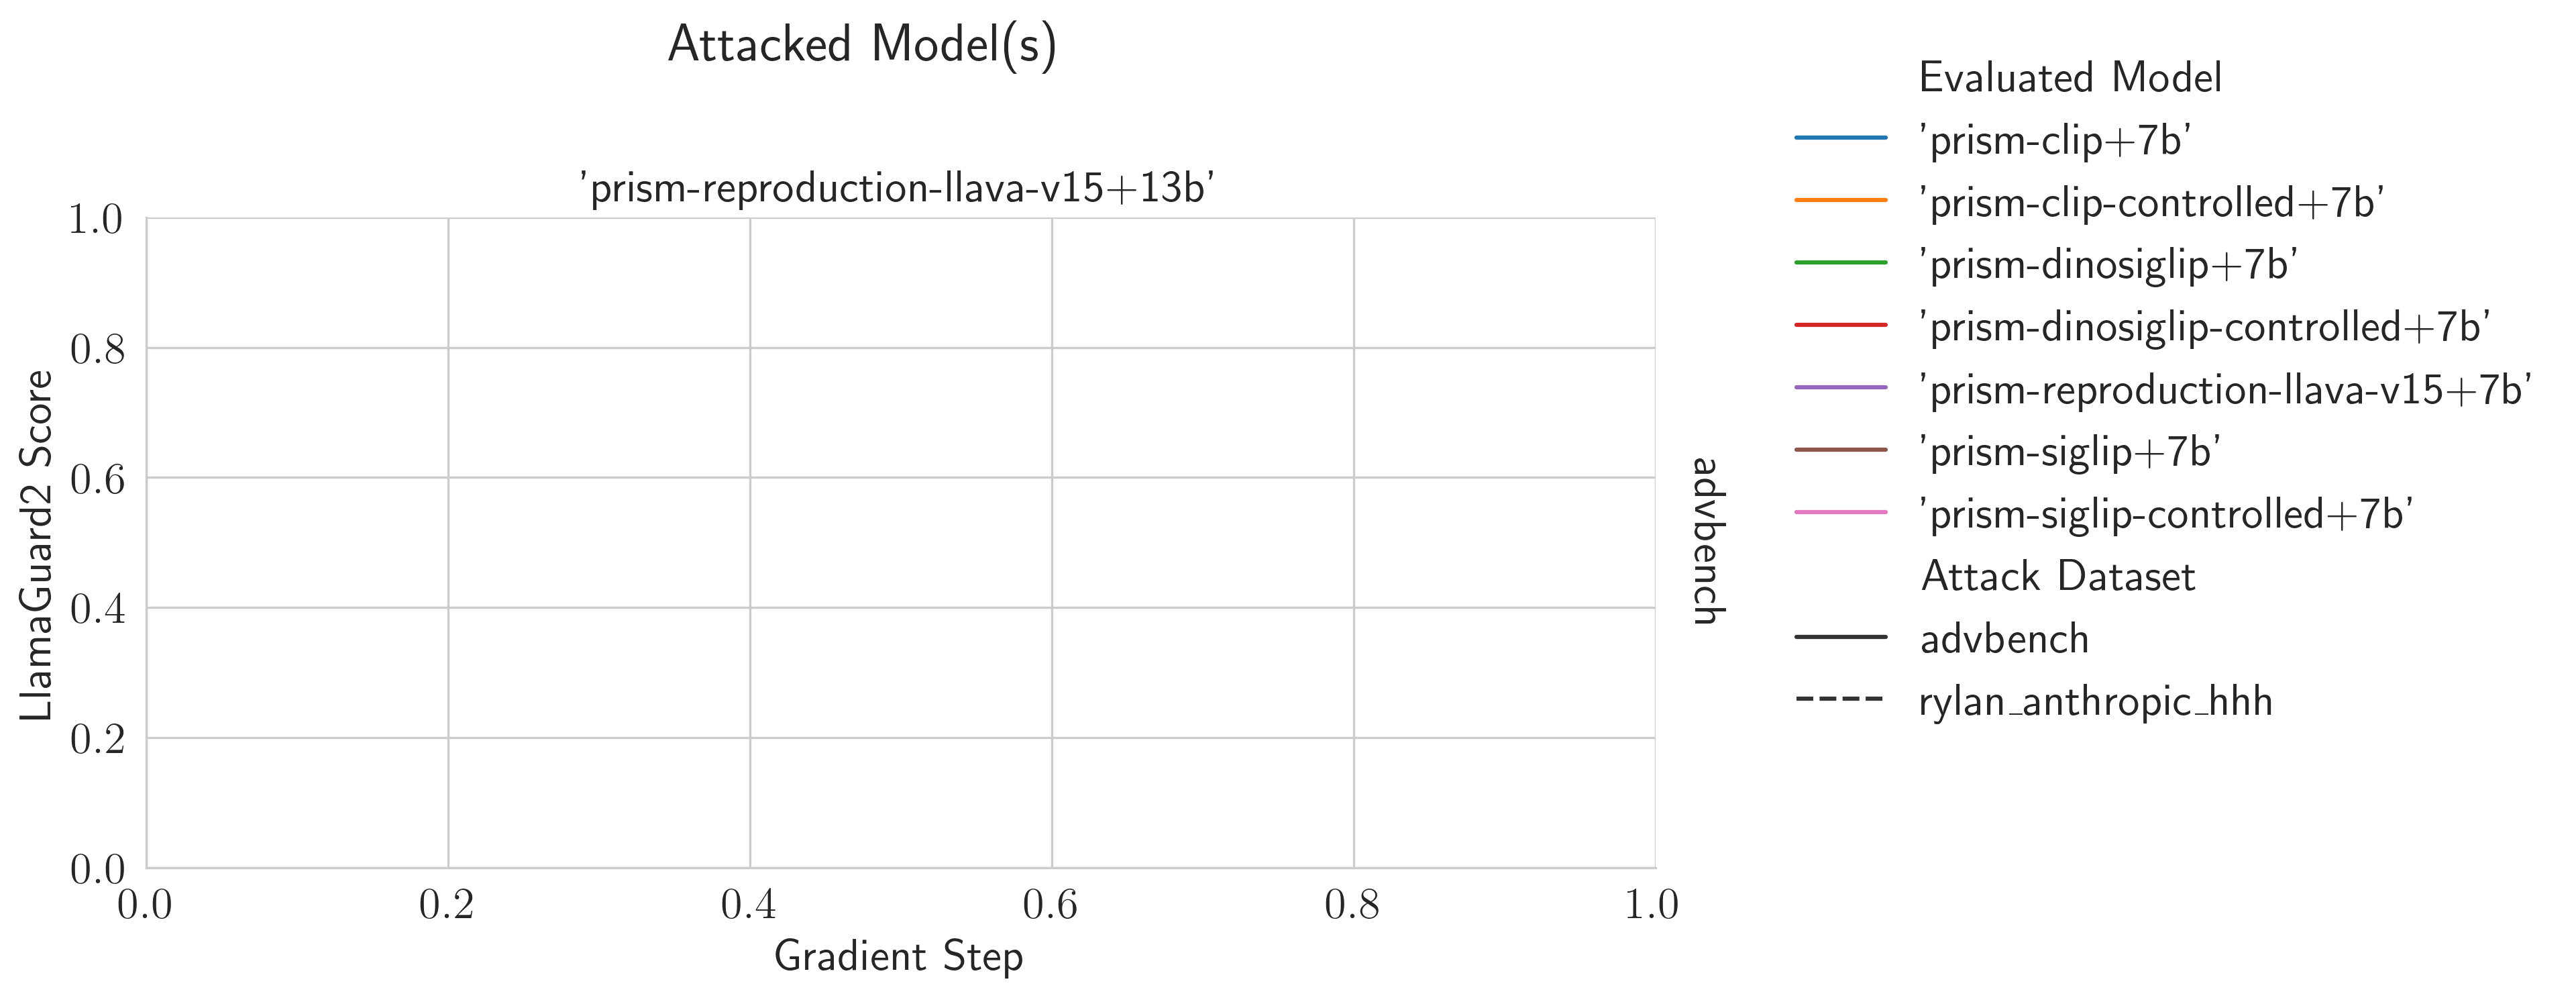 Attacked Model(s)
'prism-reproduction-llava-v15+13b'
LlamaGuard2 Score
1.0
0.8
0.6
0.4
0.2
0.0
0.0 0.2 0.4 0.6 0.8 1.0
Gradient Step
advbench
Evaluated Model
'prism-clip+7b'
'prism-clip-controlled+7b'
'prism-dinosiglip+7b'
'prism-dinosiglip-controlled+7b'
'prism-reproduction-llava-v15+7b'
'prism-siglip+7b'
'prism-siglip-controlled+7b'
Attack Dataset
advbench
rylan_anthropic_hhh